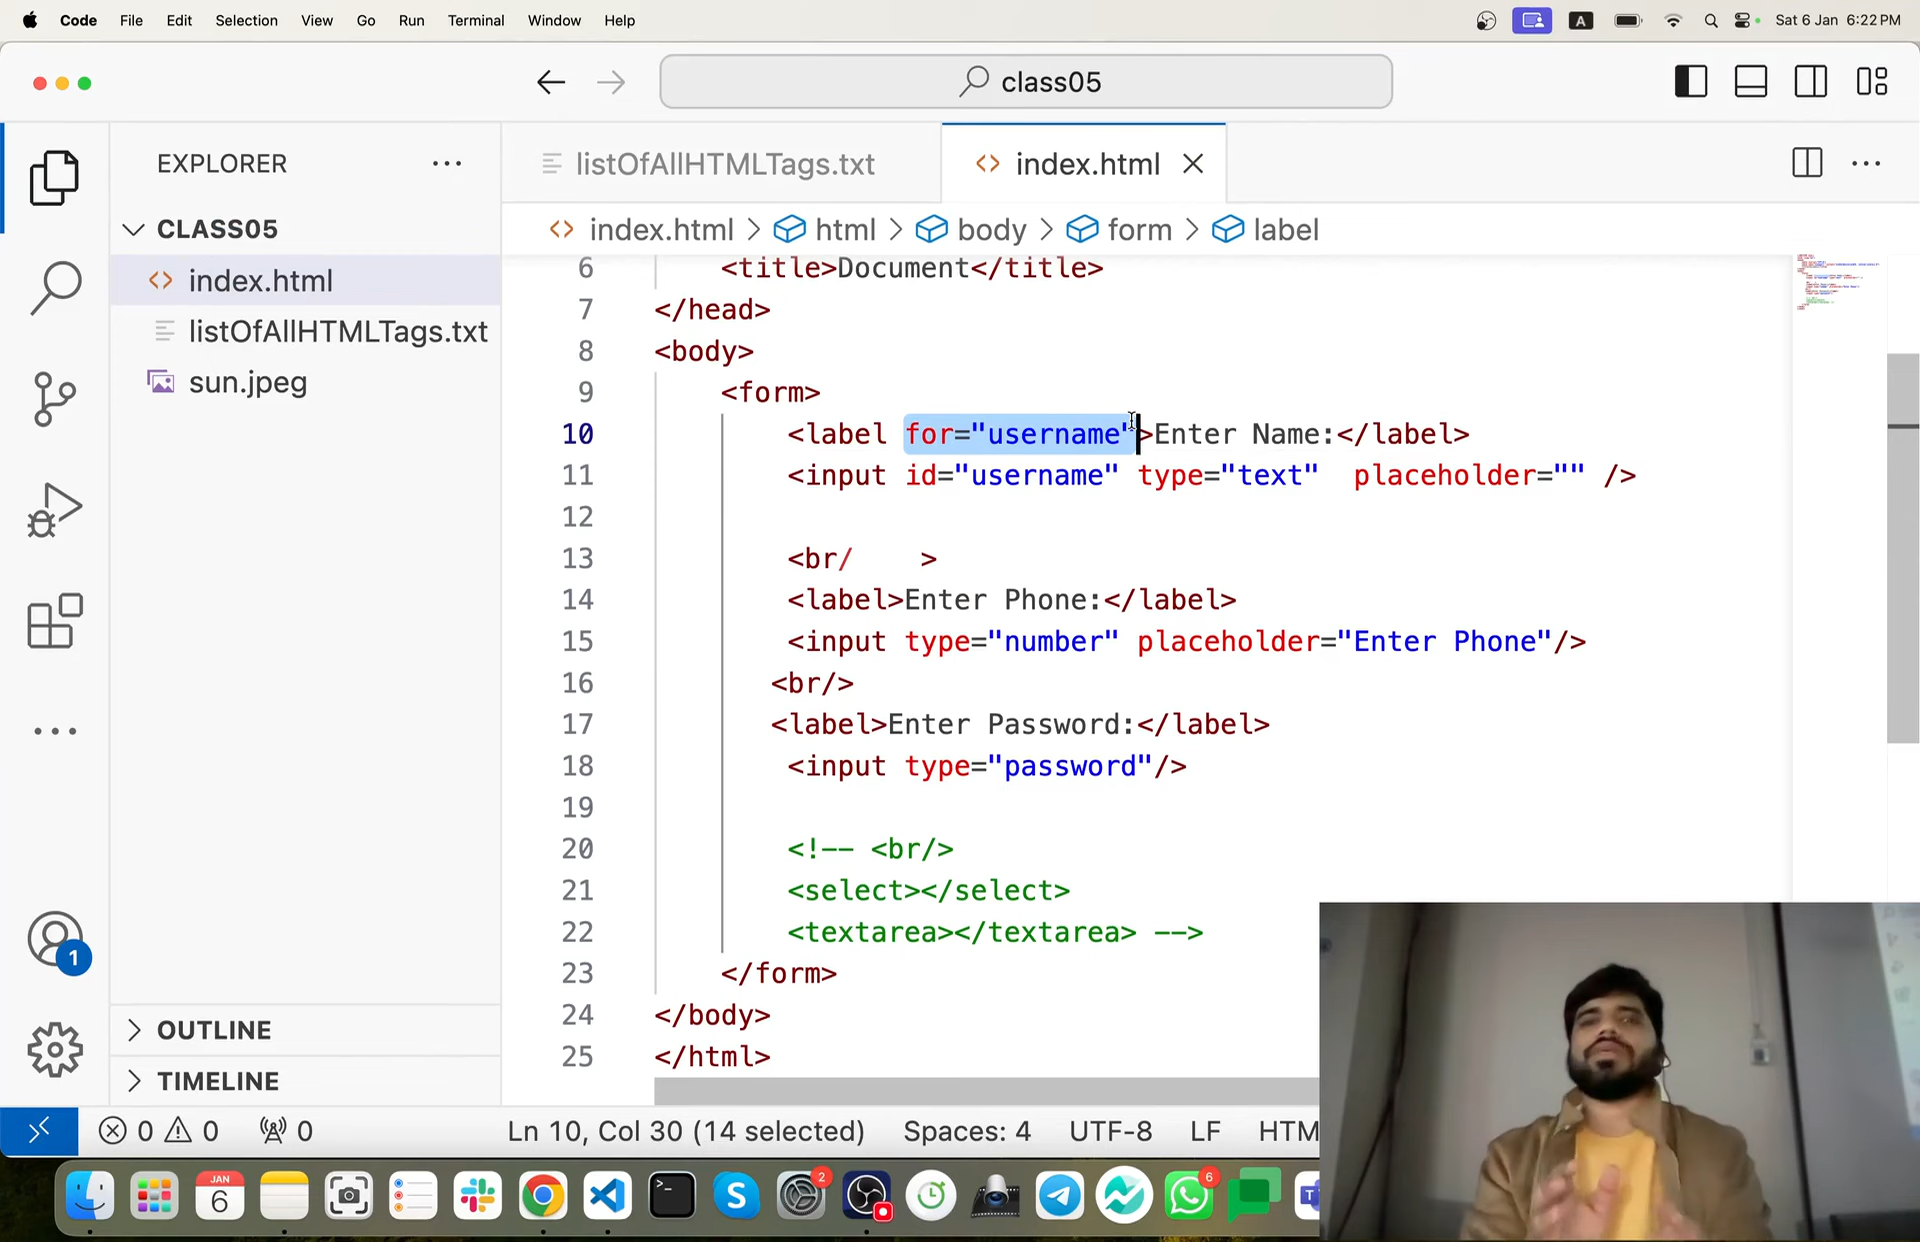 Code File Edit Selection View Go Run Terminal Window Help A Sat 6 Jan 6:22 PM
class05
EXPLORER
CLASS05
index.html
listOfAllHTMLTags.txt
sun.jpeg
OUTLINE
TIMELINE
listOfAllHTMLTags.txt index.html
index.html > html > body > form > label
6 <title>Document</title>
7 </head>
8 <body>
9 <form>
10 <label for="username">Enter Name:</label>
11 <input id="username" type="text"  placeholder="" />
12
13 <br/    >
14 <label>Enter Phone:</label>
15 <input type="number" placeholder="Enter Phone"/>
16 <br/>
17 <label>Enter Password:</label>
18 <input type="password"/>
19
20 <!-- <br/>
21 <select></select>
22 <textarea></textarea> -->
23 </form>
24 </body>
25 </html>
1
0 0 0 Ln 10, Col 30 (14 selected) Spaces: 4 UTF-8 LF HTM
JAN
6
>_
S
2
6
T